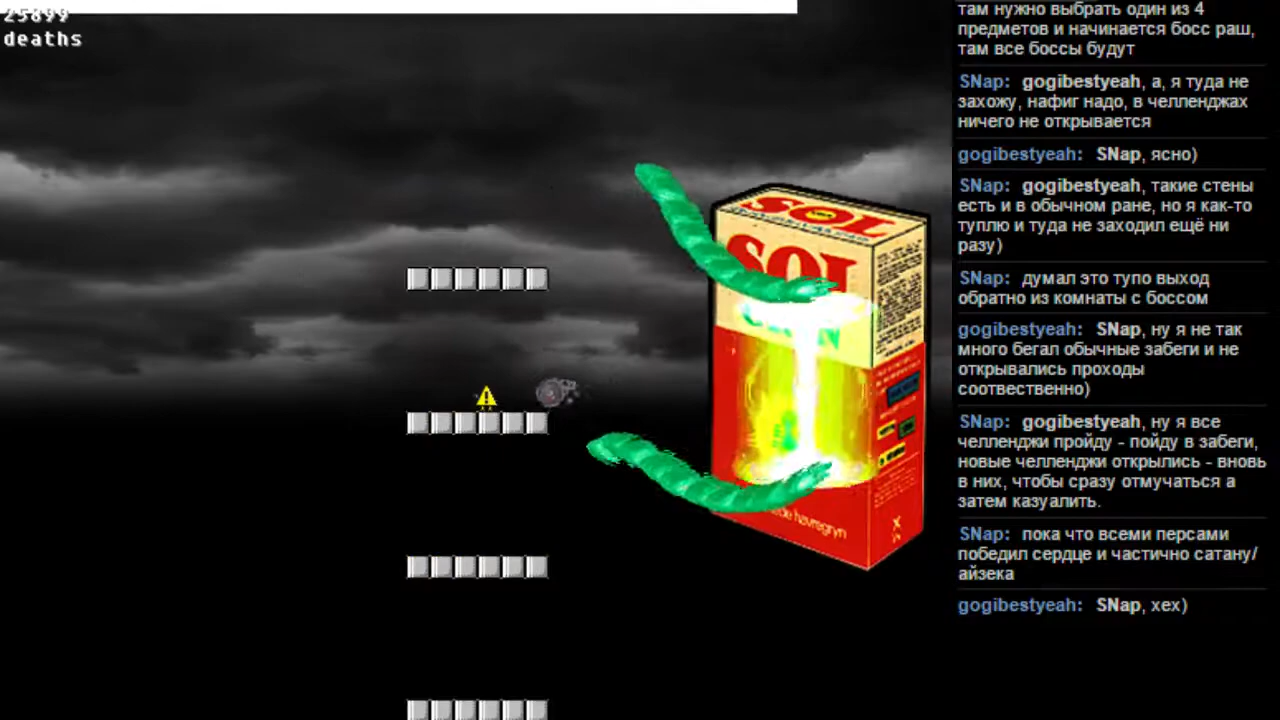 25899
deaths
SOL
SOL
havregryn
там нужно выбрать один из 4
предметов и начинается босс раш,
там все боссы будут
SNap: gogibestyeah, а, я туда не
захожу, нафиг надо, в челленджах
ничего не открывается
gogibestyeah: SNap, ясно)
SNap: gogibestyeah, такие стены
есть и в обычном ране, но я как-то
туплю и туда не заходил ещё ни
разу)
SNap: думал это тупо выход
обратно из комнаты с боссом
gogibestyeah: SNap, ну я не так
много бегал обычные забеги и не
открывались проходы
соотвественно)
SNap: gogibestyeah, ну я все
челленджи пройду - пойду в забеги,
новые челленджи открылись - вновь
в них, чтобы сразу отмучаться а
затем казуалить.
SNap: пока что всеми персами
победил сердце и частично сатану/
айзека
gogibestyeah: SNap, хех)